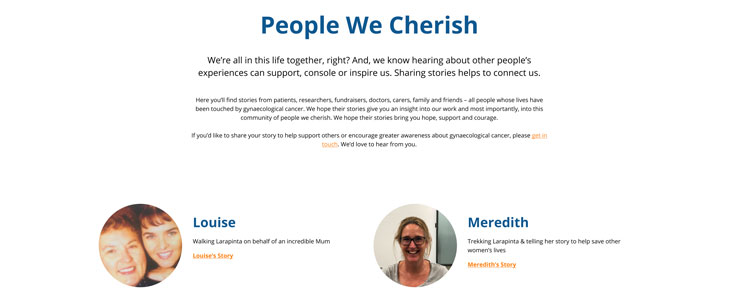 People We Cherish
We're all in this life together, right? And, we know hearing about other people's
experiences can support, console or inspire us. Sharing stories helps to connect us.
Here you'll find stories from patients, researchers, fundraisers, doctors, carers, family and friends – all people whose lives have
been touched by gynaecological cancer. We hope their stories give you an insight into our work and most importantly, into this
community of people we cherish. We hope their stories bring you hope, support and courage.
If you'd like to share your story to help support others or encourage greater awareness about gynaecological cancer, please get in
touch. We'd love to hear from you.
Louise
Walking Larapinta on behalf of an incredible Mum
Louise's Story
Meredith
Trekking Larapinta & telling her story to help save other
women's lives
Meredith's Story